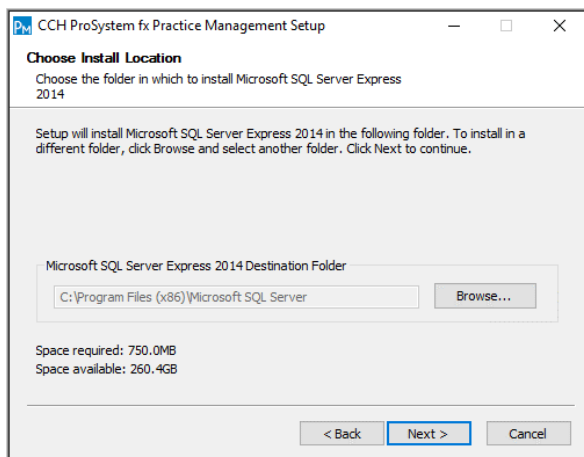 PM CCH ProSystem fx Practice Management Setup
Choose Install Location
Choose the folder in which to install Microsoft SQL Server Express
2014
Setup will install Microsoft SQL Server Express 2014 in the following folder. To install in a
different folder, click Browse and select another folder. Click Next to continue.
Microsoft SQL Server Express 2014 Destination Folder
C:\Program Files (x86)\Microsoft SQL Server
Browse...
Space required: 750.0MB
Space available: 260.4GB
< Back
Next >
Cancel